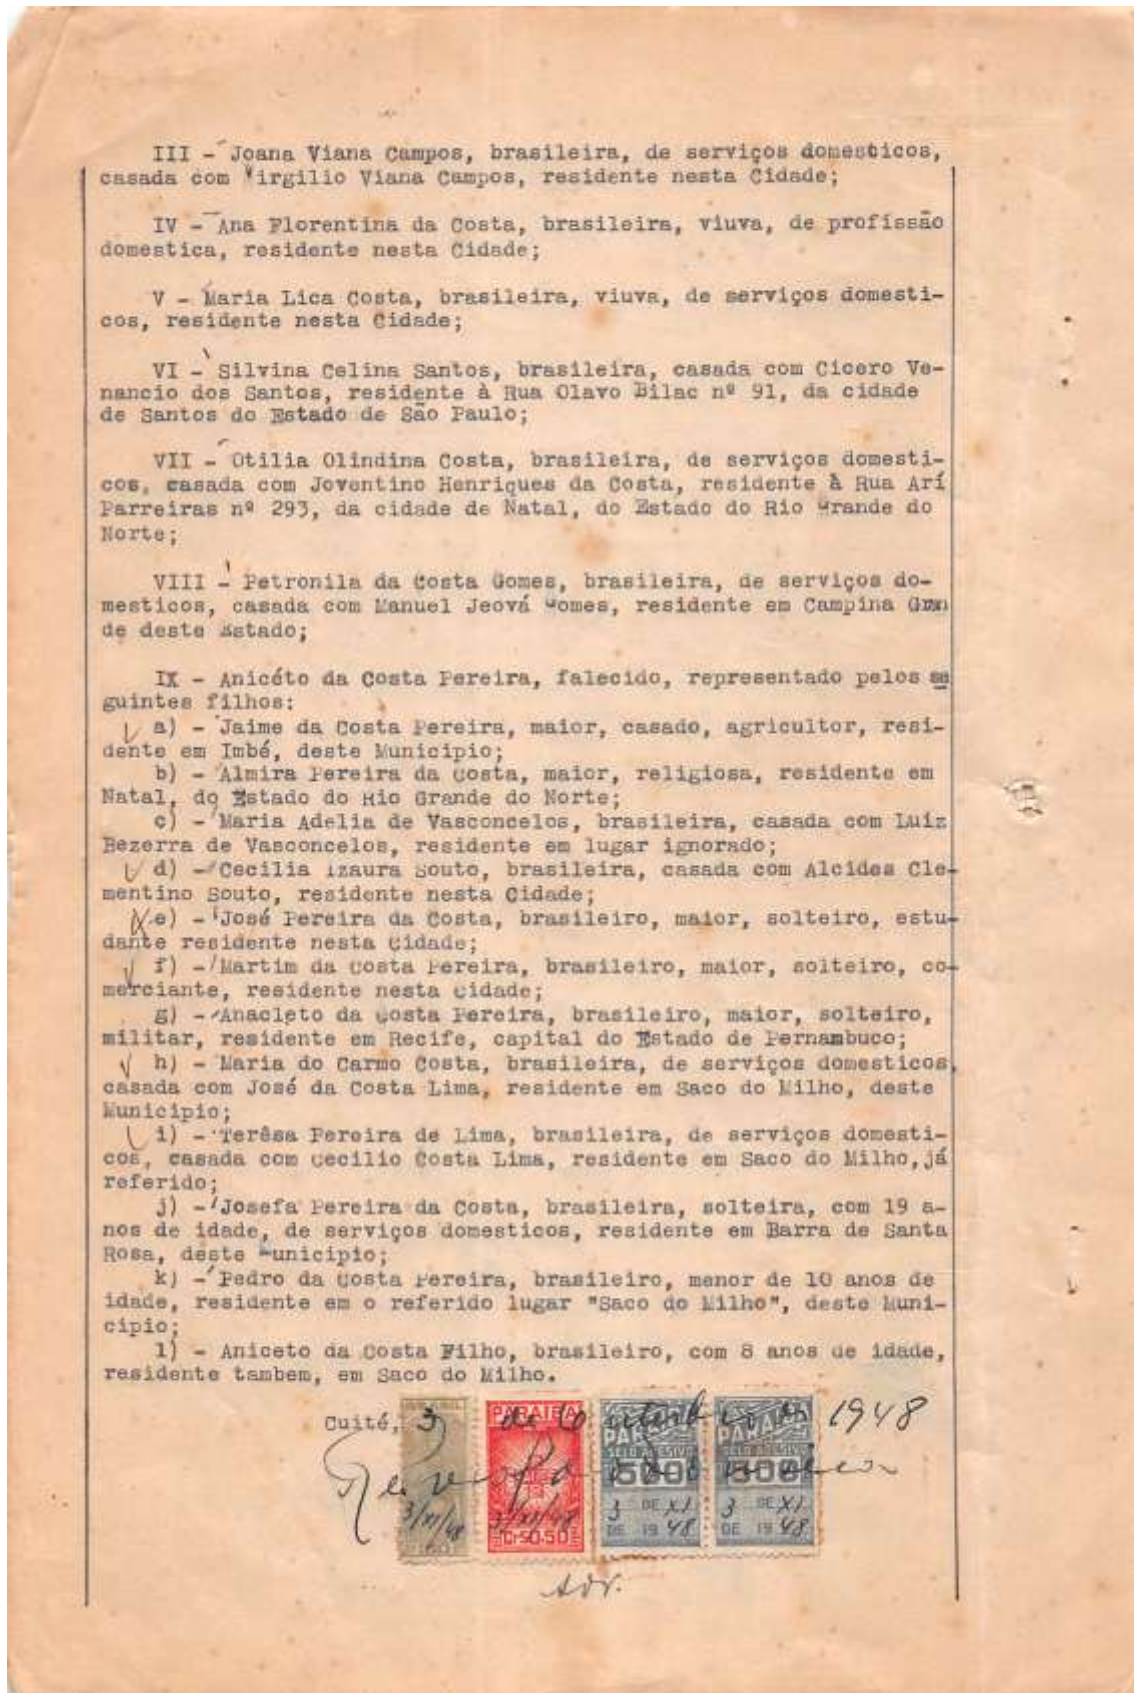 III - Joana Viana Campos, brasileira, de serviços domesticos,
casada com Virgilio Viana Campos, residente nesta Cidade;
IV - Ana Florentina da Costa, brasileira, viuva, de profissão
domestica, residente nesta Cidade;
V - Maria Lica Costa, brasileira, viuva, de serviços domesti-
cos, residente nesta Cidade;
VI - Silvina Celina Santos, brasileira, casada com Cicero Ve-
nancio dos Santos, residente à Rua Olavo Bilac nº 91, da cidade
de Santos do Estado de São Paulo;
VII - Otilia Olindina Costa, brasileira, de serviços domesti-
cos, casada com Joventino Henriques da Costa, residente à Rua Arí
Parreiras nº 293, da cidade de Natal, do Estado do Rio Grande do
Norte;
VIII - Petronila da Costa Gomes, brasileira, de serviços do-
mesticos, casada com Manuel Jeová Gomes, residente em Campina Gran
de deste Estado;
IX - Anicéto da Costa Pereira, falecido, representado pelos se
guintes filhos:
a) - Jaime da Costa Pereira, maior, casado, agricultor, resi-
dente em Imbé, deste Municipio;
b) - Almira Pereira da Costa, maior, religiosa, residente em
Natal, do Estado do Rio Grande do Norte;
c) - Maria Adelia de Vasconcelos, brasileira, casada com Luiz
Bezerra de Vasconcelos, residente em lugar ignorado;
d) - Cecilia Izaura Souto, brasileira, casada com Alcides Cle-
mentino Souto, residente nesta Cidade;
e) - José Pereira da Costa, brasileiro, maior, solteiro, estu-
dante residente nesta Cidade;
f) - Martim da Costa Pereira, brasileiro, maior, solteiro, co-
merciante, residente nesta Cidade;
g) - Anacleto da Costa Pereira, brasileiro, maior, solteiro,
militar, residente em Recife, capital do Estado de Pernambuco;
h) - Maria do Carmo Costa, brasileira, de serviços domesticos,
casada com José da Costa Lima, residente em Saco do Milho, deste
Municipio;
i) - Terêsa Pereira de Lima, brasileira, de serviços domesti-
cos, casada com Cecilio Costa Lima, residente em Saco do Milho, já
referido;
j) - Josefa Pereira da Costa, brasileira, solteira, com 19 a-
nos de idade, de serviços domesticos, residente em Barra de Santa
Rosa, deste Municipio;
k) - Pedro da Costa Pereira, brasileiro, menor de 10 anos de
idade, residente em o referido lugar "Saco do Milho", deste Muni-
cipio;
l) - Aniceto da Costa Filho, brasileiro, com 8 anos de idade,
residente tambem, em Saco do Milho.
Cuité, 3 de 1948
PARAIBA
SELO ADESIVO SELO ADESIVO
500 500
3/XI/48 3/XI/48 3 DE XI 3 DE XI
DE 1948 DE 1948
Cr$0.50
Adv.